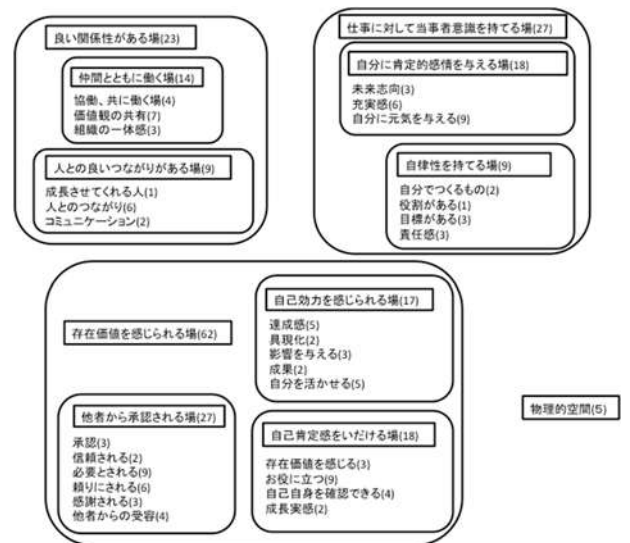 良い関係性がある場(23)
仲間とともに働く場(14)
協働、共に働く場(4)
価値観の共有(7)
組織の一体感(3)
人との良いつながりがある場(9)
成長させてくれる人(1)
人とのつながり(6)
コミュニケーション(2)
仕事に対して当事者意識を持てる場(27)
自分に肯定的感情を与える場(18)
未来志向(3)
充実感(6)
自分に元気を与える(9)
自律性を持てる場(9)
自分でつくるもの(2)
役割がある(1)
目標がある(3)
責任感(3)
存在価値を感じられる場(62)
自己効力を感じられる場(17)
達成感(5)
具現化(2)
影響を与える(3)
成果(2)
自分を活かせる(5)
他者から承認される場(27)
承認(3)
信頼される(2)
必要とされる(9)
頼りにされる(6)
感謝される(3)
他者からの受容(4)
自己肯定感をいだける場(18)
存在価値を感じる(3)
お役に立つ(9)
自己自身を確認できる(4)
成長実感(2)
物理的空間(5)